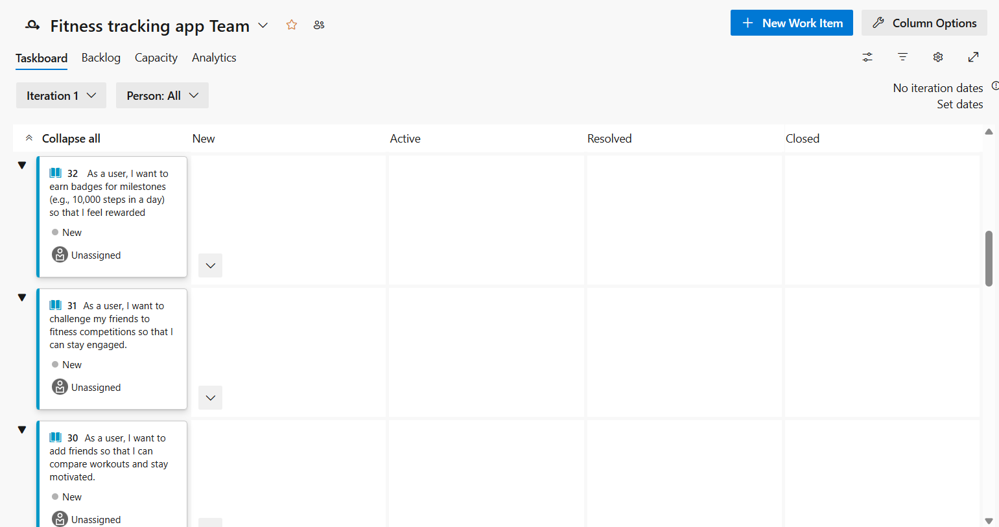 Fitness tracking app Team
New Work Item
Column Options
Taskboard Backlog Capacity Analytics
Iteration 1
Person: All
No iteration dates
Set dates
Collapse all New Active Resolved Closed
32 As a user, I want to
earn badges for milestones
(e.g., 10,000 steps in a day)
so that I feel rewarded
New
Unassigned
31 As a user, I want to
challenge my friends to
fitness competitions so that I
can stay engaged.
New
Unassigned
30 As a user, I want to
add friends so that I can
compare workouts and stay
motivated.
New
Unassigned